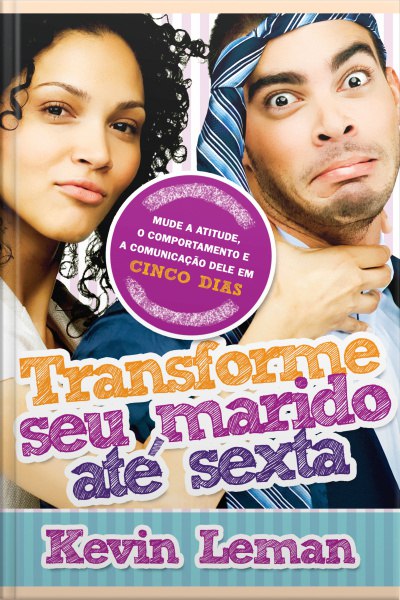 MUDE A ATITUDE,
O COMPORTAMENTO E
A COMUNICAÇÃO DELE EM
CINCO DIAS
Transforme
seu marido
até sexta
Kevin Leman